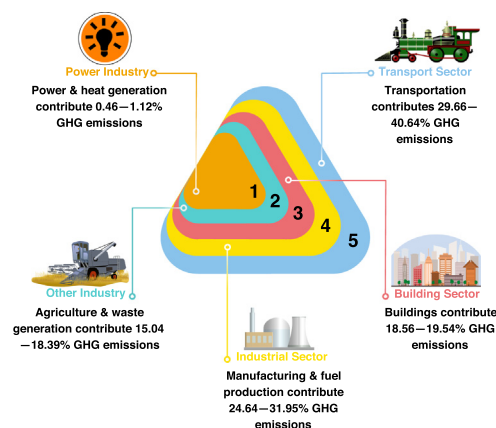 Power Industry
Power & heat generation
contribute 0.46—1.12%
GHG emissions
Transport Sector
Transportation
contributes 29.66—
40.64% GHG
emissions
1
2
3
4
5
Other Industry
Agriculture & waste
generation contribute 15.04
—18.39% GHG emissions
Building Sector
Buildings contribute
18.56—19.54% GHG
emissions
Industrial Sector
Manufacturing & fuel
production contribute
24.64—31.95% GHG
emissions